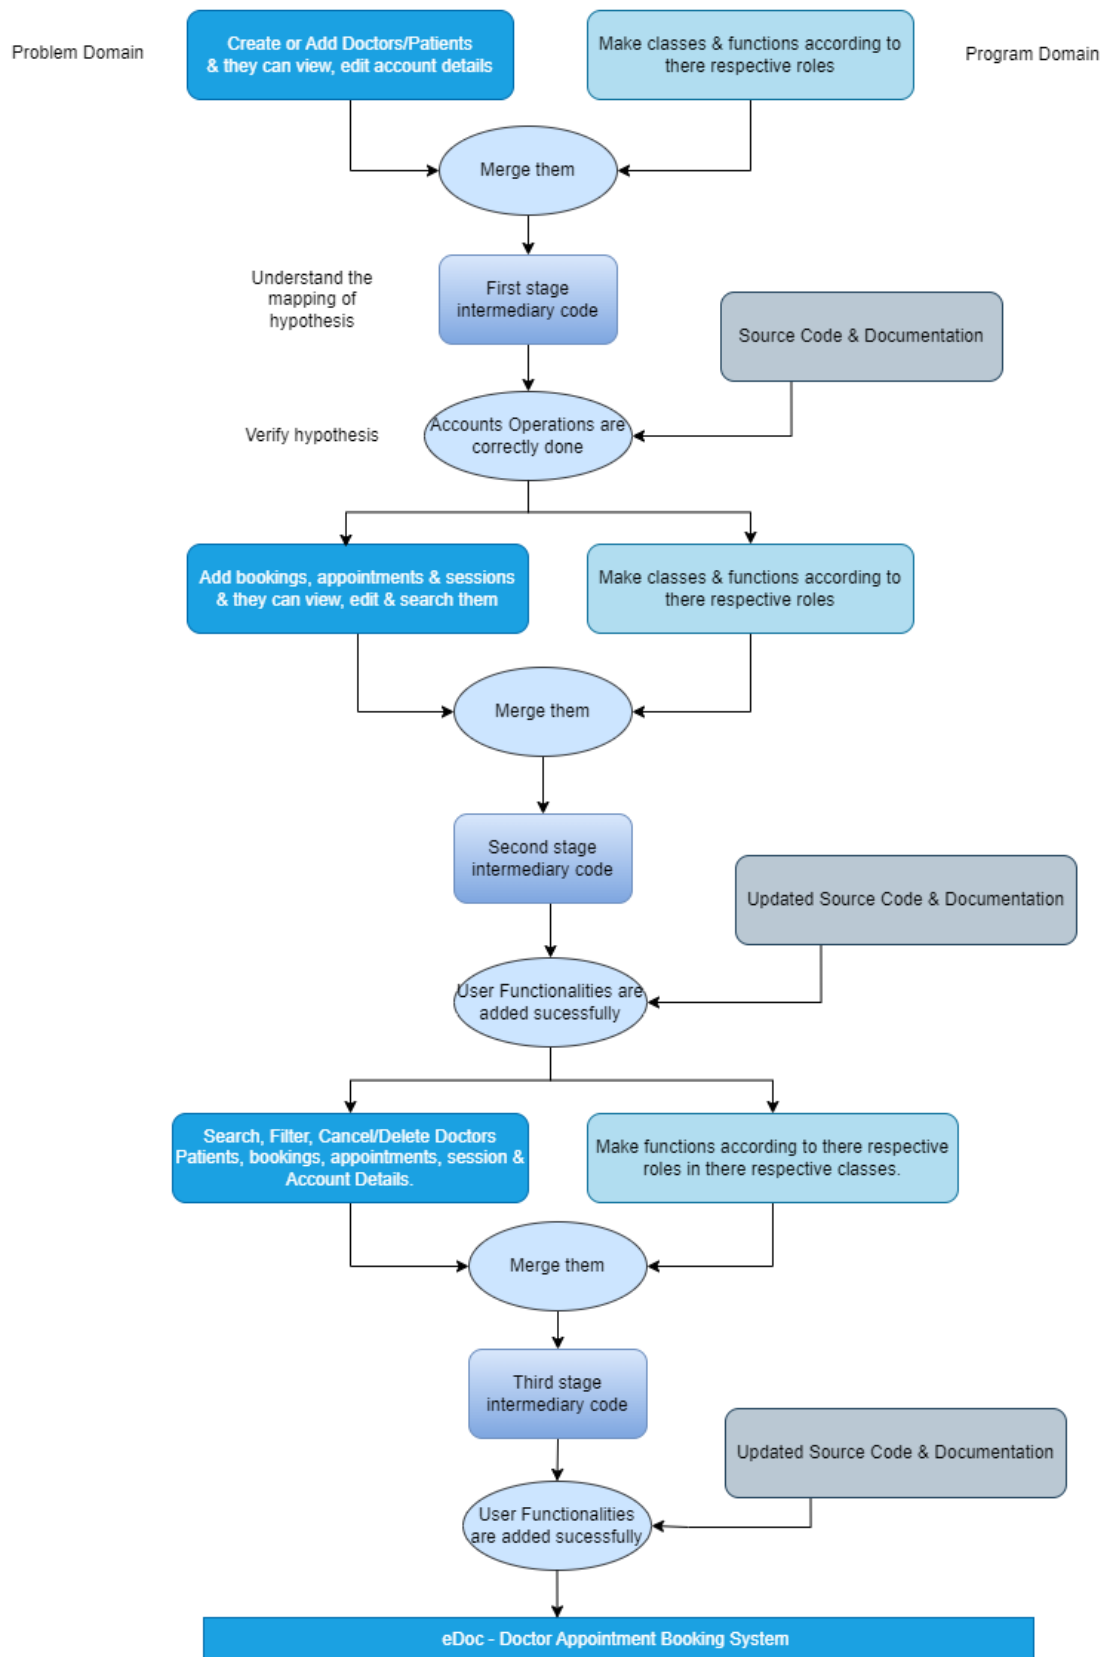 Problem Domain
Create or Add Doctors/Patients
& they can view, edit account details
Make classes & functions according to
there respective roles
Program Domain
Merge them
Understand the
mapping of
hypothesis
First stage
intermediary code
Source Code & Documentation
Verify hypothesis
Accounts Operations are
correctly done
Add bookings, appointments & sessions
& they can view, edit & search them
Make classes & functions according to
there respective roles
Merge them
Second stage
intermediary code
Updated Source Code & Documentation
User Functionalities are
added sucessfully
Search, Filter, Cancel/Delete Doctors
Patients, bookings, appointments, session &
Account Details.
Make functions according to there respective
roles in there respective classes.
Merge them
Third stage
intermediary code
Updated Source Code & Documentation
User Functionalities
are added sucessfully
eDoc - Doctor Appointment Booking System